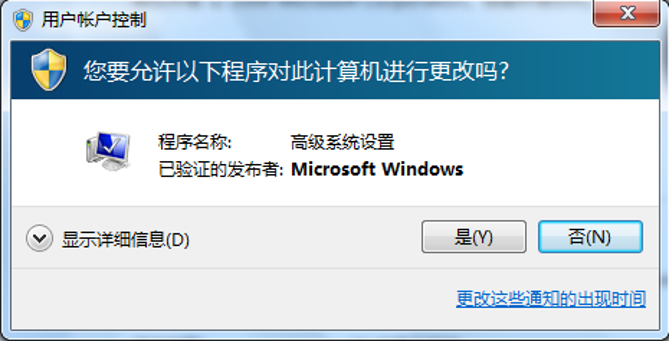 用户帐户控制
您要允许以下程序对此计算机进行更改吗?
程序名称: 高级系统设置
已验证的发布者: Microsoft Windows
显示详细信息(D) 是(Y) 否(N)
更改这些通知的出现时间